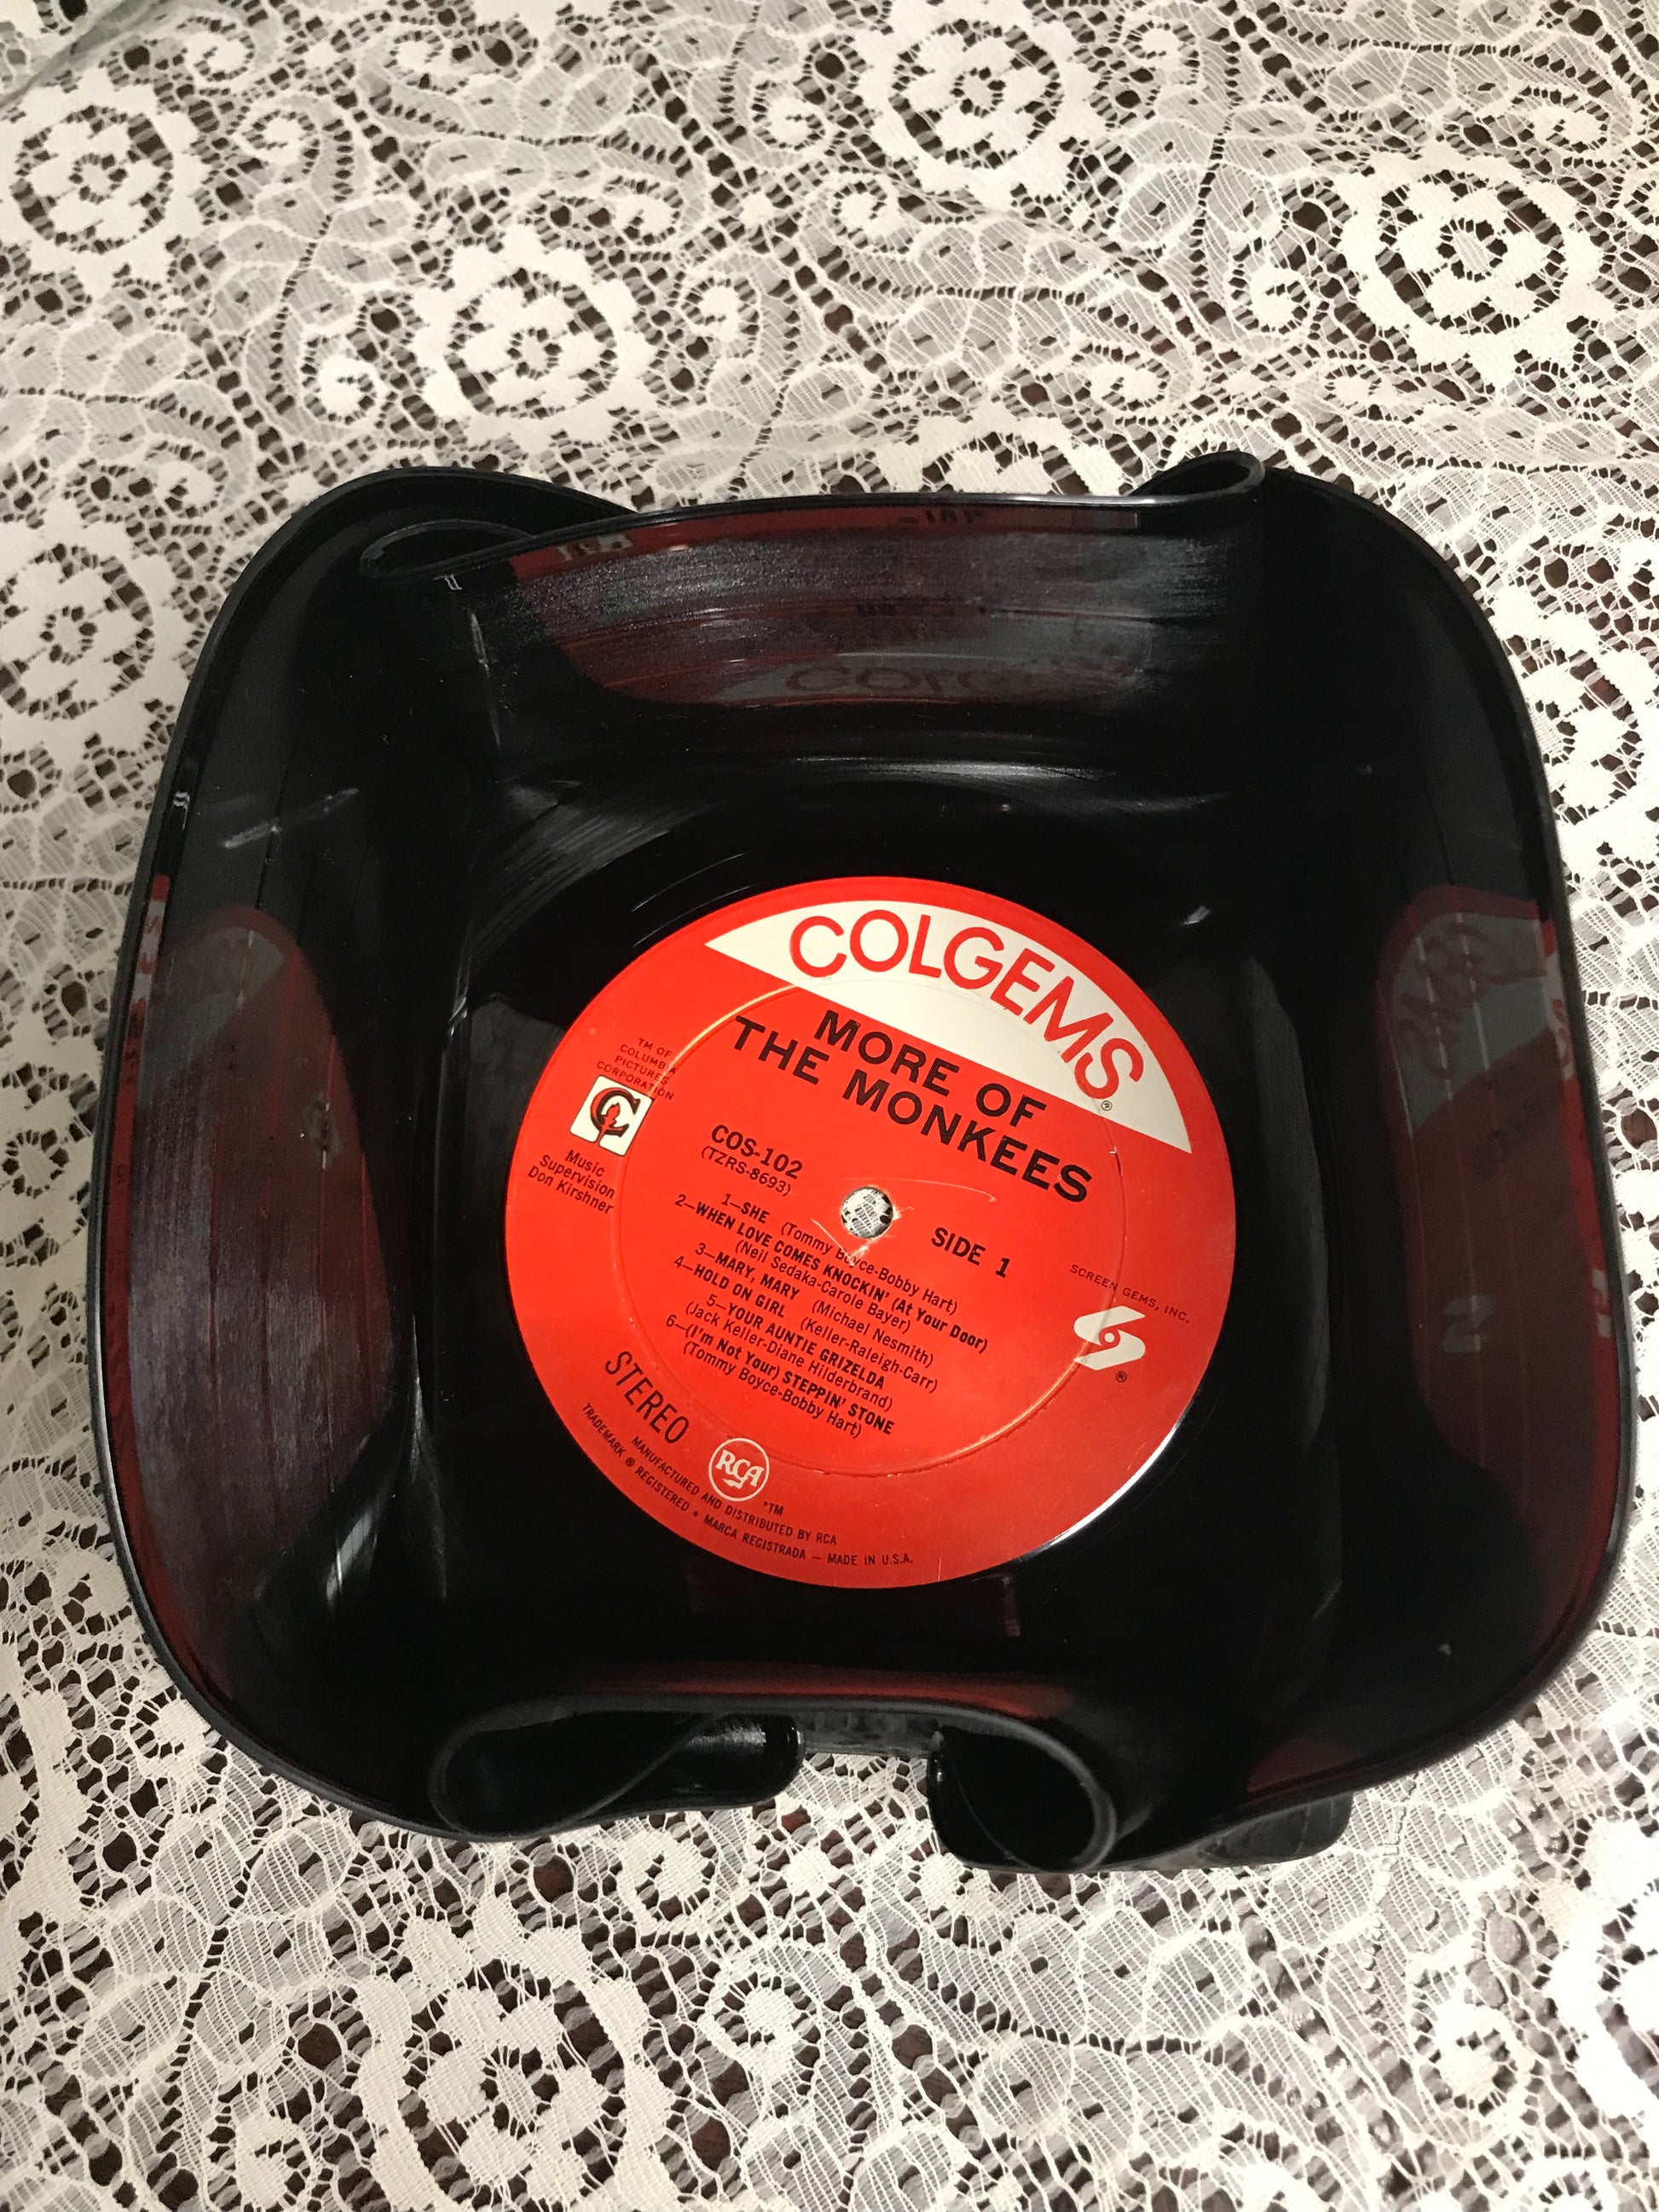 COLGEMS®
MORE OF
THE MONKEES
TM OF
COLUMBIA
PICTURES
CORPORATION
Music
Supervision
Don Kirshner
COS-102
(TZRS-8693)
SIDE 1
1—SHE (Tommy Boyce-Bobby Hart)
2—WHEN LOVE COMES KNOCKIN' (At Your Door)
(Neil Sedaka-Carole Bayer)
3—MARY, MARY (Michael Nesmith)
4—HOLD ON GIRL (Keller-Raleigh-Carr)
5—YOUR AUNTIE GRIZELDA
(Jack Keller-Diane Hilderbrand)
6—(I'm Not Your) STEPPIN' STONE
(Tommy Boyce-Bobby Hart)
SCREEN GEMS, INC.
®
STEREO
RCA
®TM
MANUFACTURED AND DISTRIBUTED BY RCA
TRADEMARK ® REGISTERED • MARCA REGISTRADA — MADE IN U.S.A.